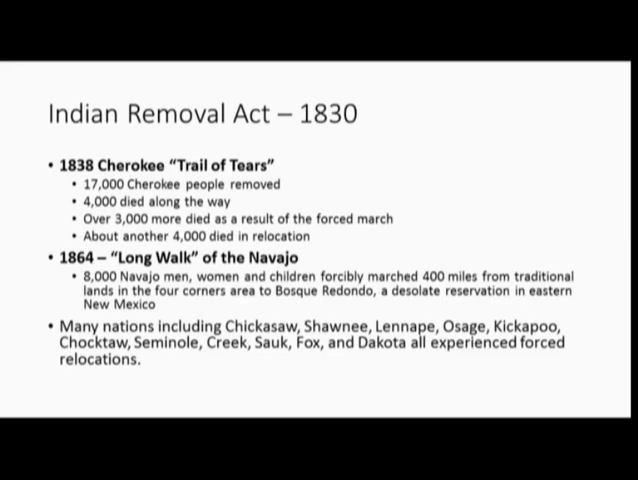 Indian Removal Act – 1830
• 1838 Cherokee “Trail of Tears”
• 17,000 Cherokee people removed
• 4,000 died along the way
• Over 3,000 more died as a result of the forced march
• About another 4,000 died in relocation
• 1864 – “Long Walk” of the Navajo
• 8,000 Navajo men, women and children forcibly marched 400 miles from traditional
lands in the four corners area to Bosque Redondo, a desolate reservation in eastern
New Mexico
• Many nations including Chickasaw, Shawnee, Lennape, Osage, Kickapoo,
Chocktaw, Seminole, Creek, Sauk, Fox, and Dakota all experienced forced
relocations.